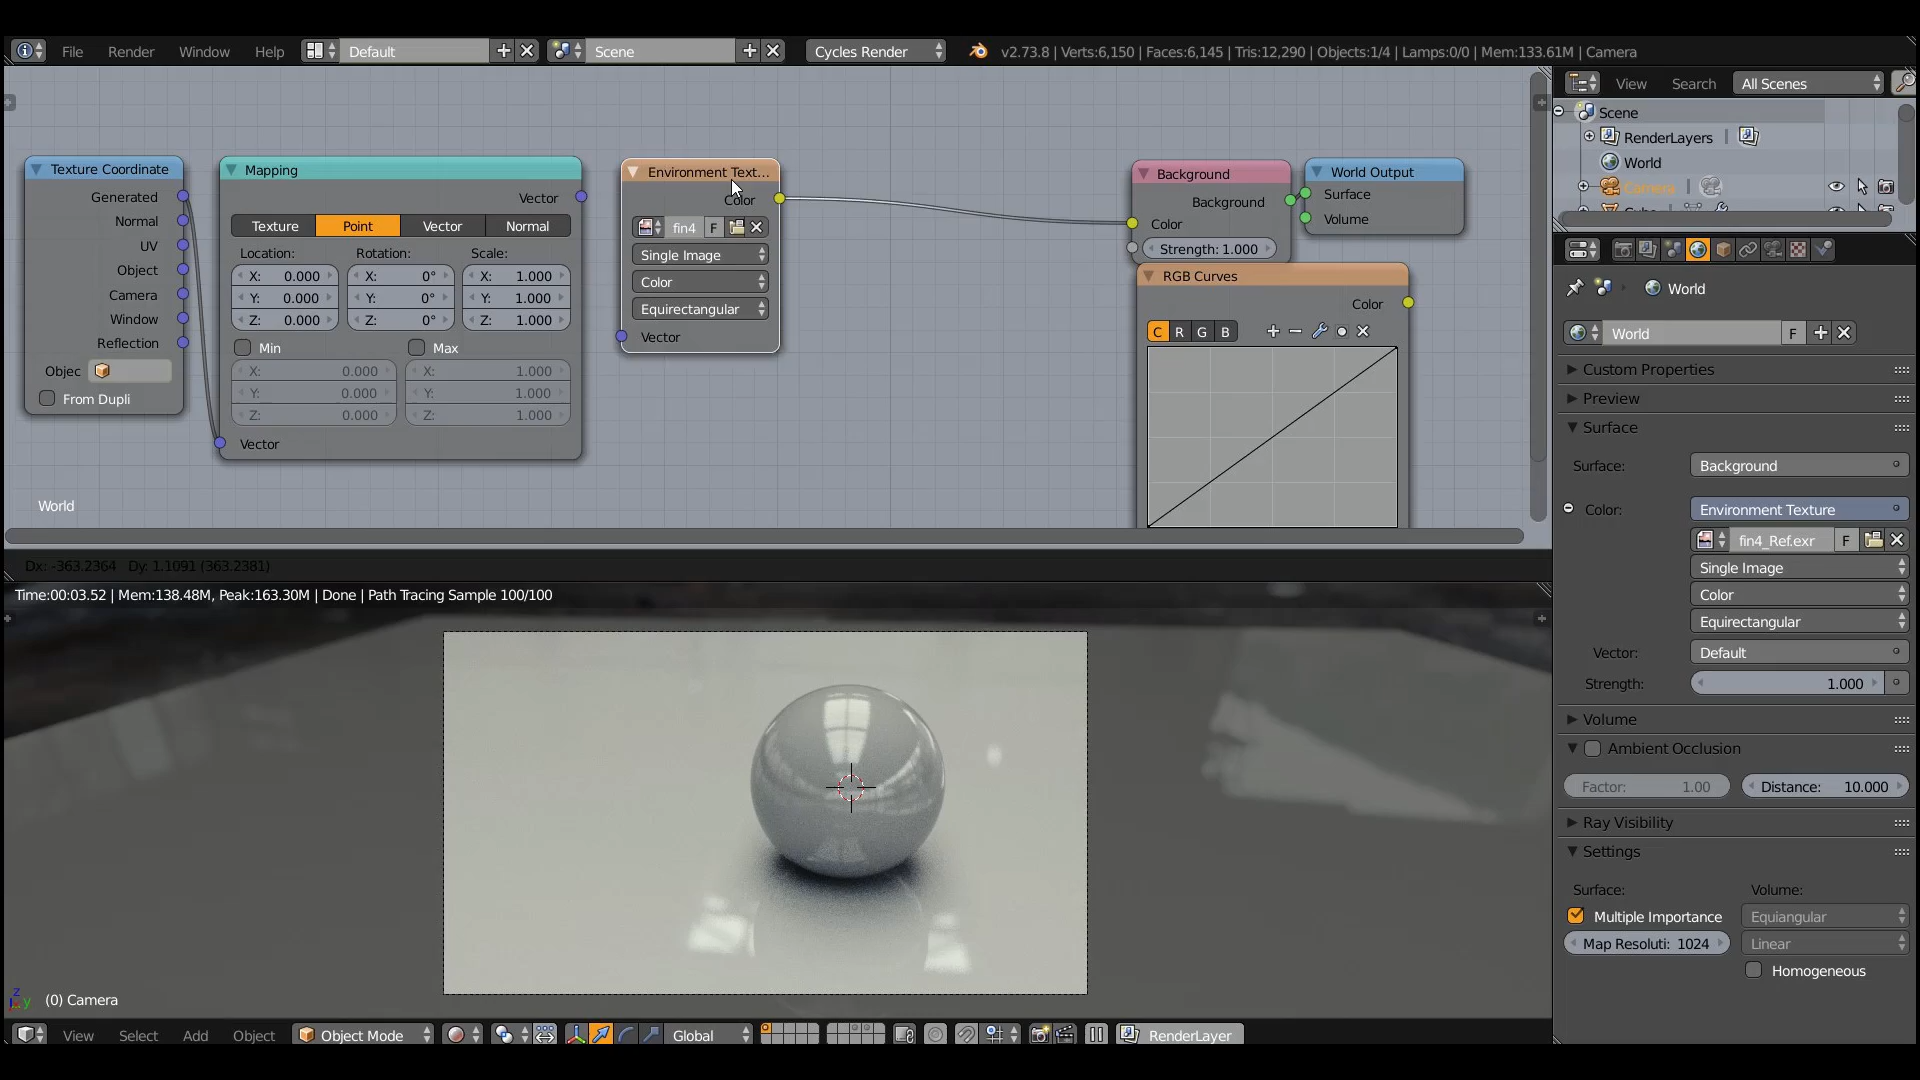 File Render Window Help Default Scene Cycles Render v2.73.8 | Verts:6,150 | Faces:6,145 | Tris:12,290 | Objects:1/4 | Lamps:0/0 | Mem:133.61M | Camera
View Search All Scenes
Scene
RenderLayers |
World
Camera
Texture Coordinate
Generated
Normal
UV
Object
Camera
Window
Reflection
Objec
From Dupli
Mapping
Vector
Texture Point Vector Normal
Location: Rotation: Scale:
X: 0.000 X: 0° X: 1.000
Y: 0.000 Y: 0° Y: 1.000
Z: 0.000 Z: 0° Z: 1.000
Min Max
X: 0.000 X: 1.000
Y: 0.000 Y: 1.000
Z: 0.000 Z: 1.000
Vector
Environment Text...
Color
fin4 F
Single Image
Color
Equirectangular
Vector
Background
Background
Color
Strength: 1.000
World Output
Surface
Volume
RGB Curves
Color
C R G B
World
Dx: -363.2364 Dy: 1.1091 (363.2381)
Time:00:03.52 | Mem:138.48M, Peak:163.30M | Done | Path Tracing Sample 100/100
z y (0) Camera
View Select Add Object Object Mode Global RenderLayer
World
World F
Custom Properties
Preview
Surface
Surface: Background
Color: Environment Texture
fin4_Ref.exr F
Single Image
Color
Equirectangular
Vector: Default
Strength: 1.000
Volume
Ambient Occlusion
Factor: 1.00 Distance: 10.000
Ray Visibility
Settings
Surface: Volume:
Multiple Importance Equiangular
Map Resoluti: 1024 Linear
Homogeneous